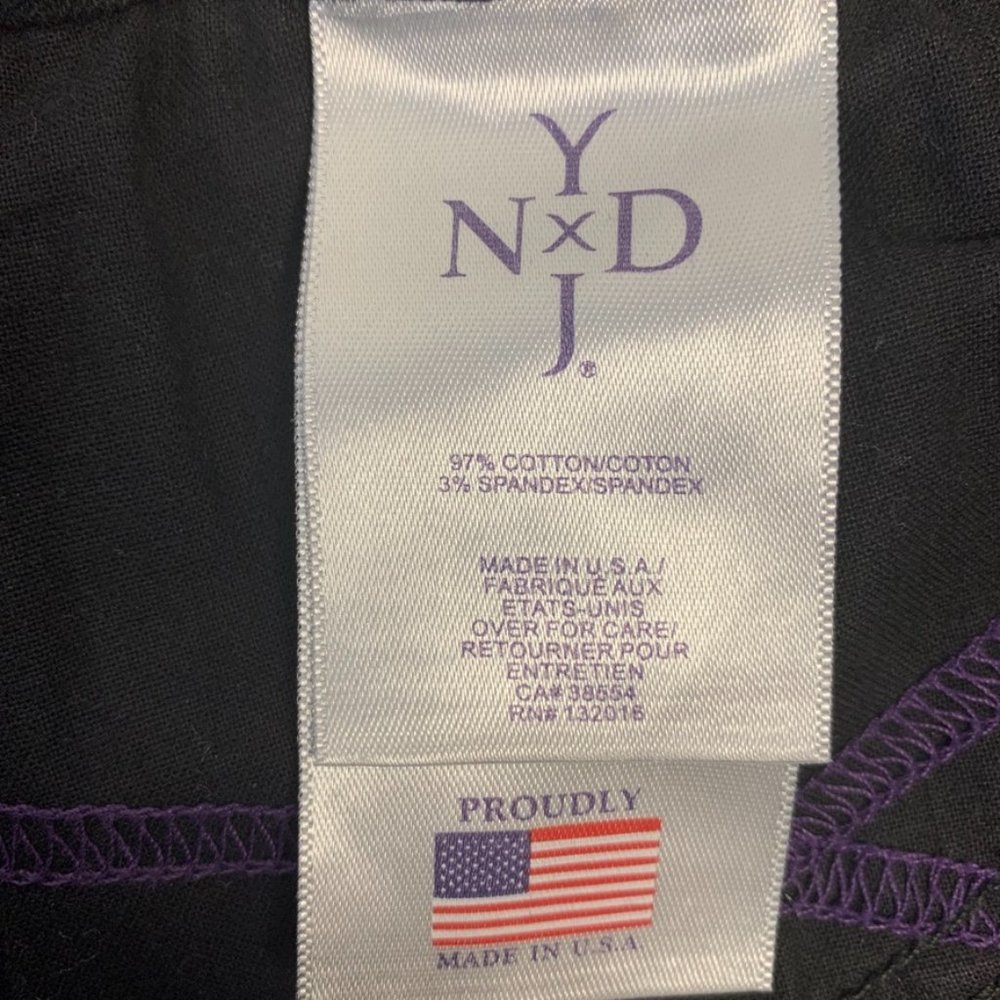 Y
N x D
J®
97% COTTON/COTON
3% SPANDEX/SPANDEX
MADE IN U.S.A./
FABRIQUE AUX
ETATS-UNIS
OVER FOR CARE/
RETOURNER POUR
ENTRETIEN
CA# 38554
RN# 132016
PROUDLY
MADE IN U.S.A